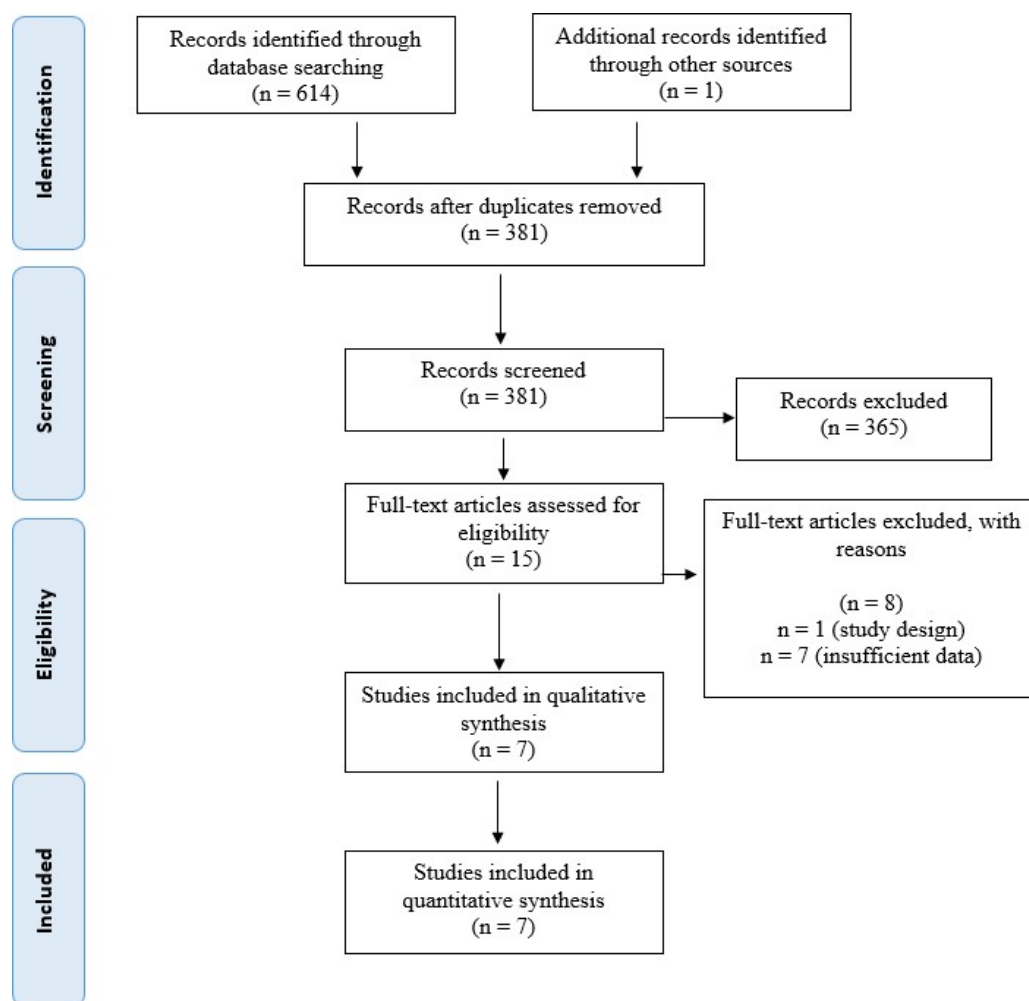 Identification
Records identified through
database searching
(n = 614)
Additional records identified
through other sources
(n = 1)
Records after duplicates removed
(n = 381)
Screening
Records screened
(n = 381)
Records excluded
(n = 365)
Eligibility
Full-text articles assessed for
eligibility
(n = 15)
Full-text articles excluded, with
reasons
(n = 8)
n = 1 (study design)
n = 7 (insufficient data)
Studies included in qualitative
synthesis
(n = 7)
Included
Studies included in
quantitative synthesis
(n = 7)